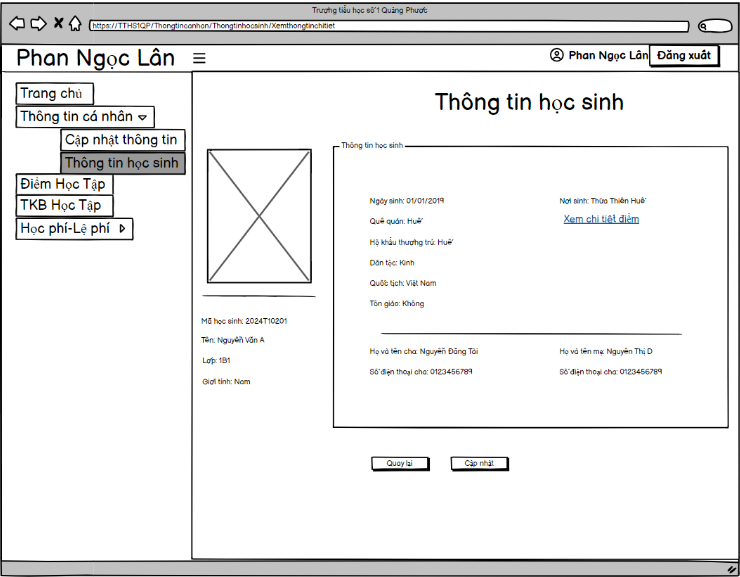 Trường tiểu học số 1 Quảng Phước
https://TTHS1QP/Thongtincanhan/Thongtinhocsinh/Xemthongtinchitiet
Phan Ngọc Lân
Phan Ngọc Lân Đăng xuất
Trang chủ
Thông tin cá nhân
Cập nhật thông tin
Thông tin học sinh
Điểm Học Tập
TKB Học Tập
Học phí-Lệ phí
Thông tin học sinh
Mã học sinh: 2024T10201
Tên: Nguyễn Văn A
Lớp: 1B1
Giới tính: Nam
Thông tin học sinh
Ngày sinh: 01/01/2019 Nơi sinh: Thừa Thiên Huế
Quê quán: Huế Xem chi tiết điểm
Hộ khẩu thường trú: Huế
Dân tộc: Kinh
Quốc tịch: Việt Nam
Tôn giáo: Không
Họ và tên cha: Nguyễn Đăng Tài Họ và tên mẹ: Nguyễn Thị D
Số điện thoại cha: 0123456789 Số điện thoại cha: 0123456789
Quay lại Cập nhật